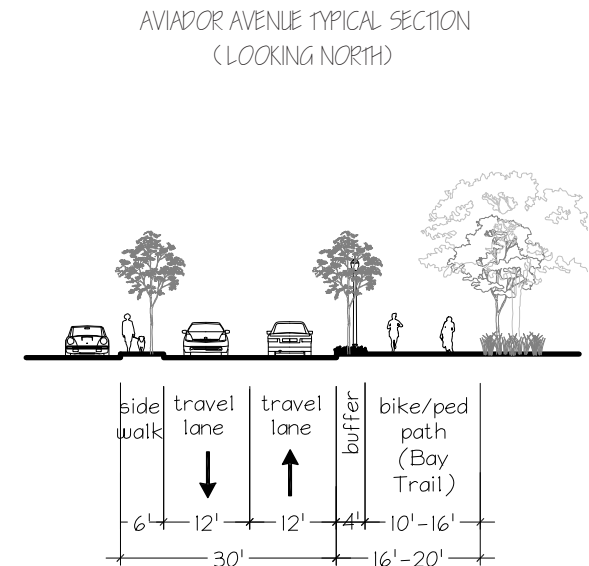 AVIADOR AVENUE TYPICAL SECTION
(LOOKING NORTH)
side
walk
travel
lane
travel
lane
buffer
bike/ped
path
(Bay
Trail)
6' 12' 12' 4' 10'-16'
30' 16'-20'